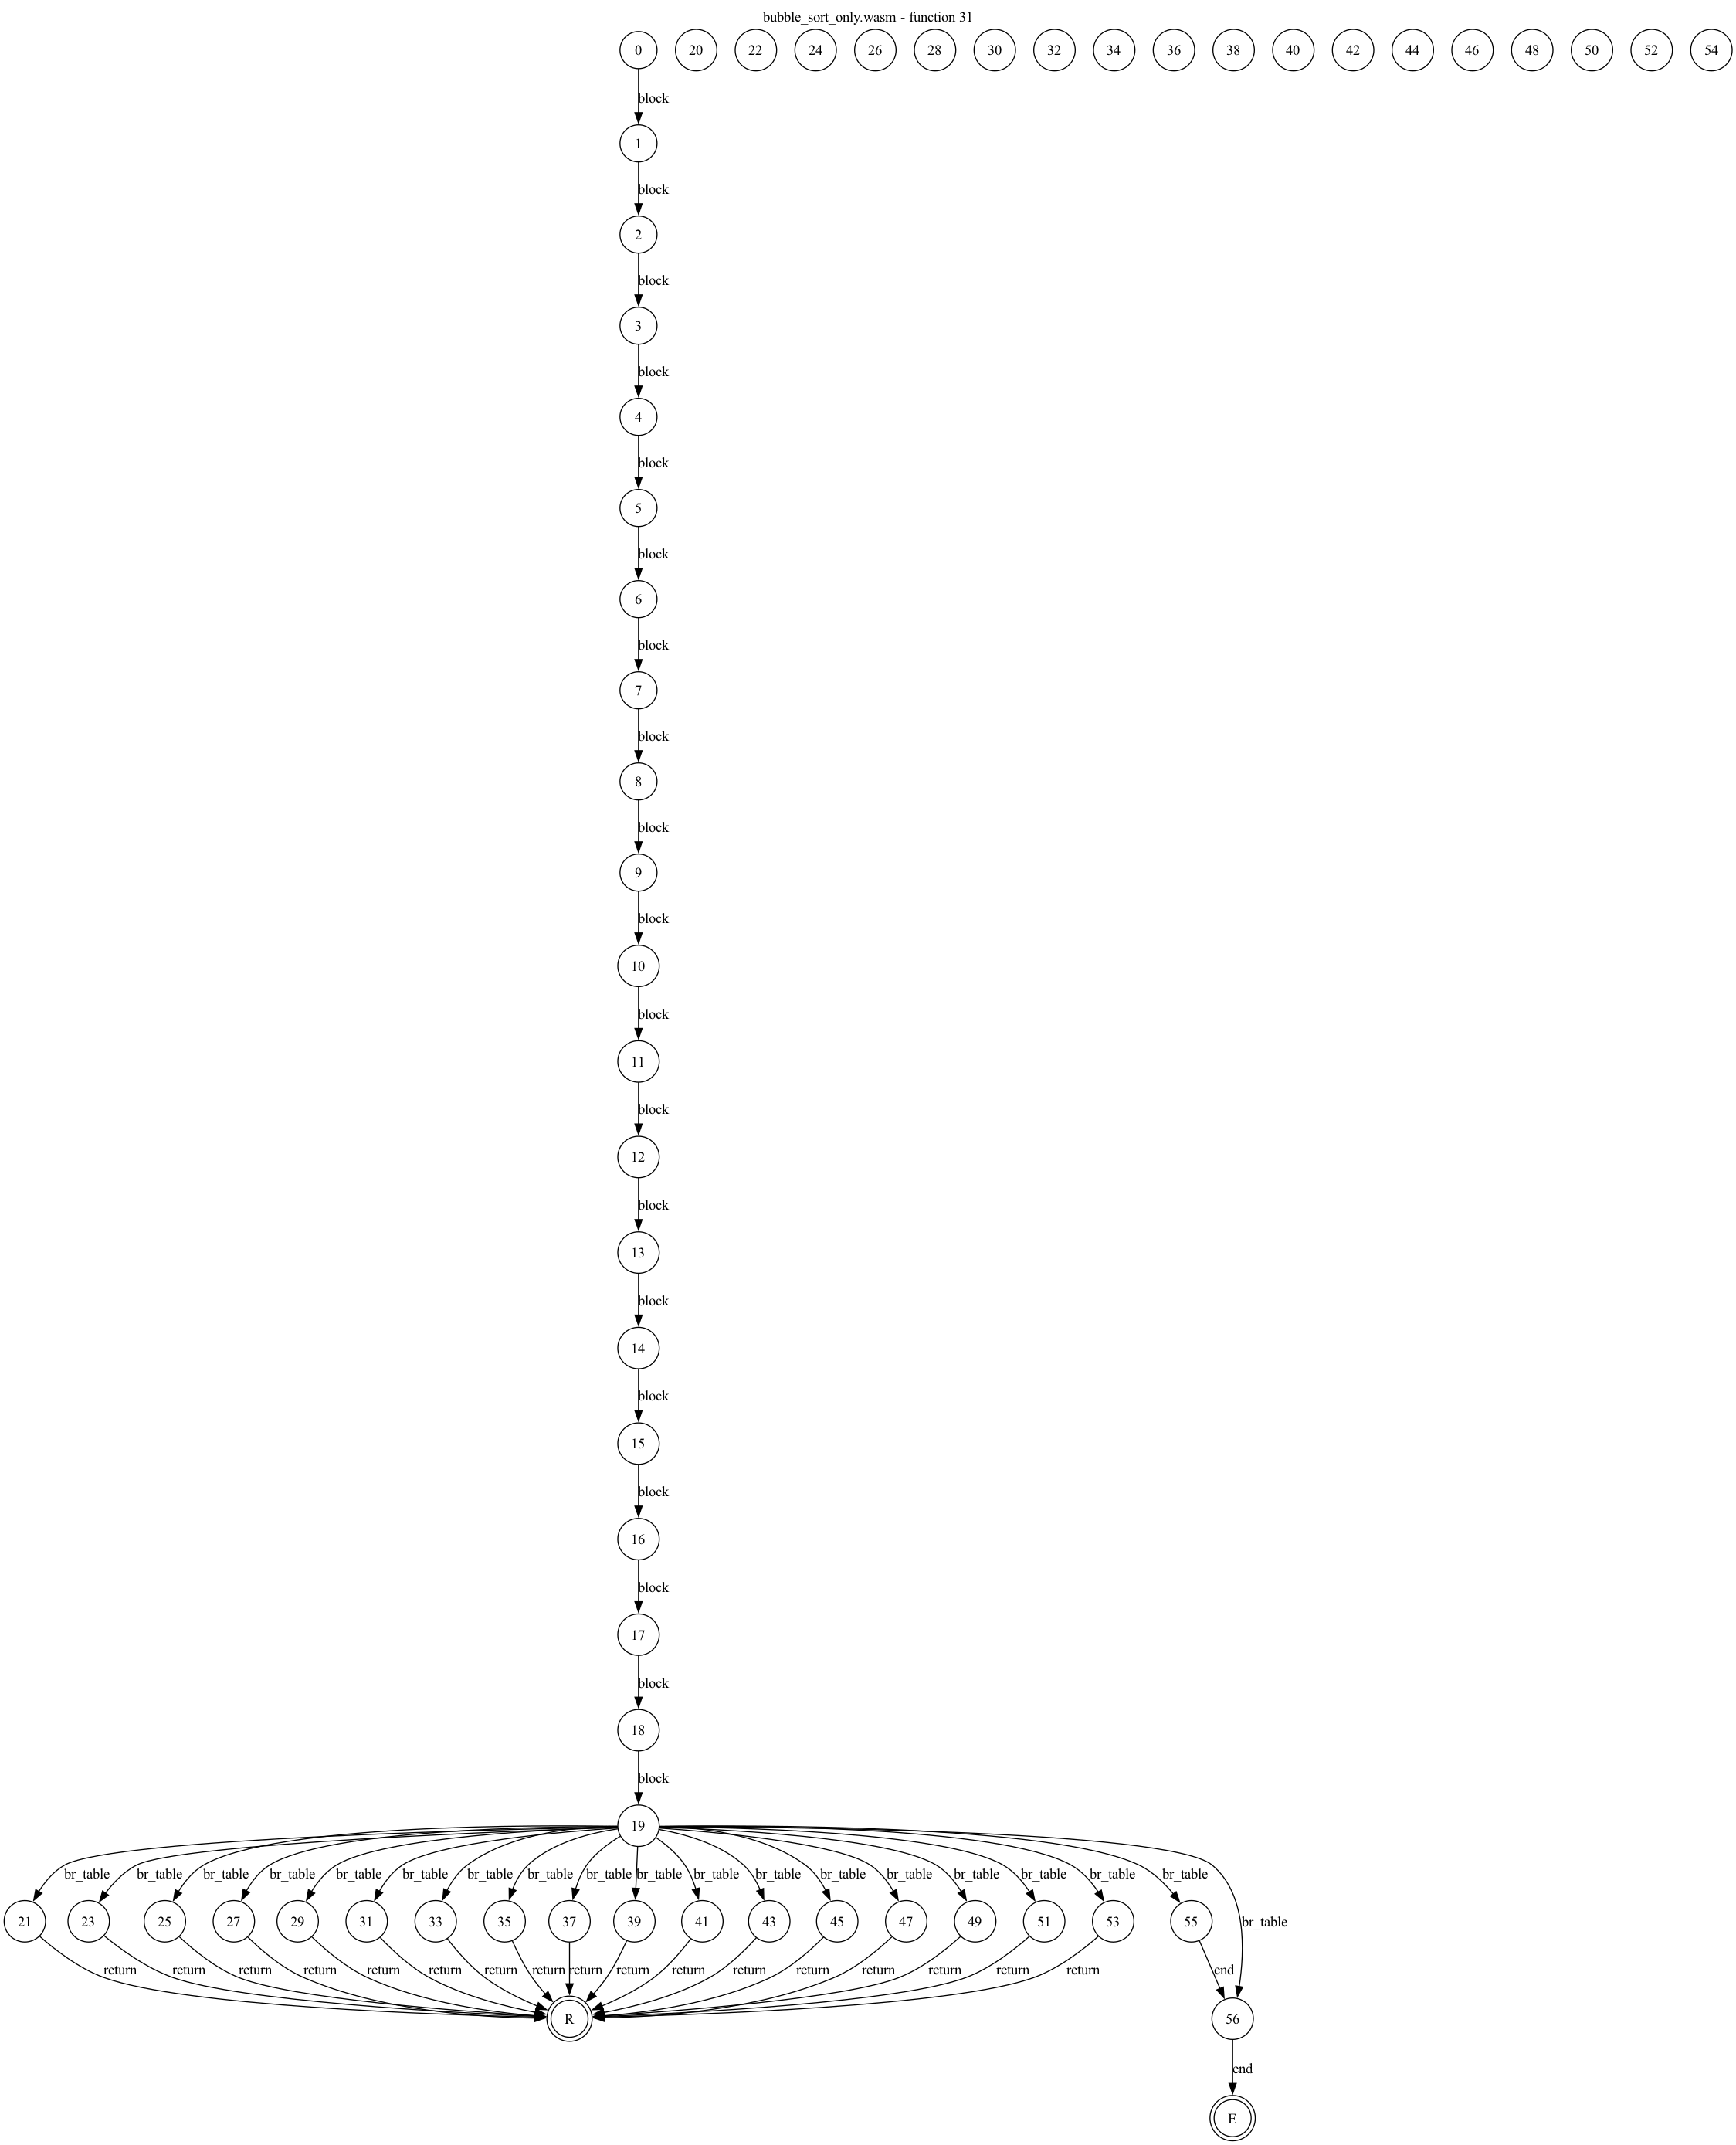 bubble_sort_only.wasm - function 31
0 20 22 24 26 28 30 32 34 36 38 40 42 44 46 48 50 52 54
block
1
block
2
block
3
block
4
block
5
block
6
block
7
block
8
block
9
block
10
block
11
block
12
block
13
block
14
block
15
block
16
block
17
block
18
block
19
br_table br_table br_table br_table br_table br_table br_table br_table br_table br_table br_table br_table br_table br_table br_table br_table br_table br_table
21 23 25 27 29 31 33 35 37 39 41 43 45 47 49 51 53 55 br_table
return return return return return return return return return return return return return return return return return end
R 56
end
E